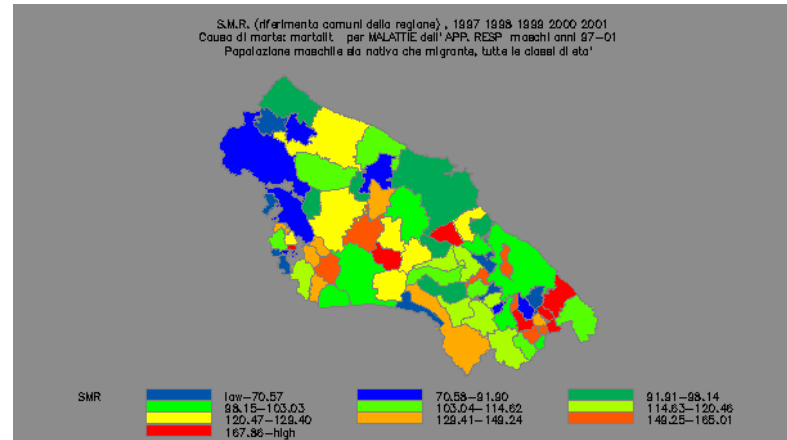 S.M.R. (riferimento comuni della regione) , 1997 1998 1999 2000 2001
Causa di morte: mortalit per MALATTIE dell'APP. RESP maschi anni 97-01
Popolazione maschile sia nativa che migrante, tutte le classi di eta'
SMR low-70.57 70.58-91.90 91.91-98.14
98.15-103.03 103.04-114.62 114.63-120.46
120.47-129.40 129.41-149.24 149.25-165.01
167.86-high